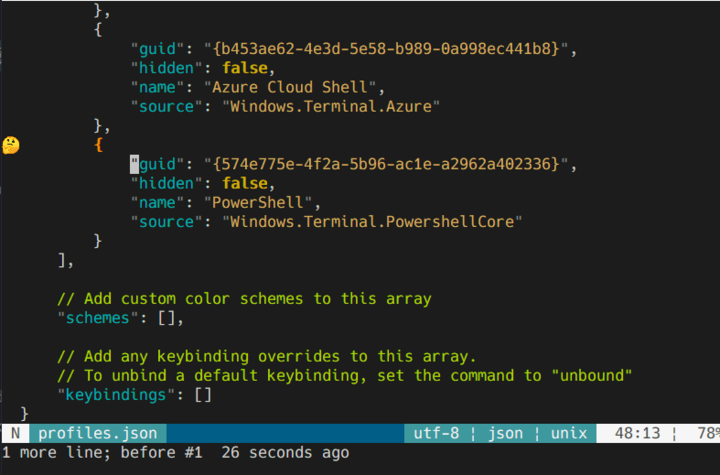 },
{
"guid": "{b453ae62-4e3d-5e58-b989-0a998ec441b8}",
"hidden": false,
"name": "Azure Cloud Shell",
"source": "Windows.Terminal.Azure"
},
{
"guid": "{574e775e-4f2a-5b96-ac1e-a2962a402336}",
"hidden": false,
"name": "PowerShell",
"source": "Windows.Terminal.PowershellCore"
}
],
// Add custom color schemes to this array
"schemes": [],
// Add any keybinding overrides to this array.
// To unbind a default keybinding, set the command to "unbound"
"keybindings": []
}
N profiles.json utf-8 ¦ json ¦ unix 48:13 ¦ 78%
1 more line; before #1 26 seconds ago